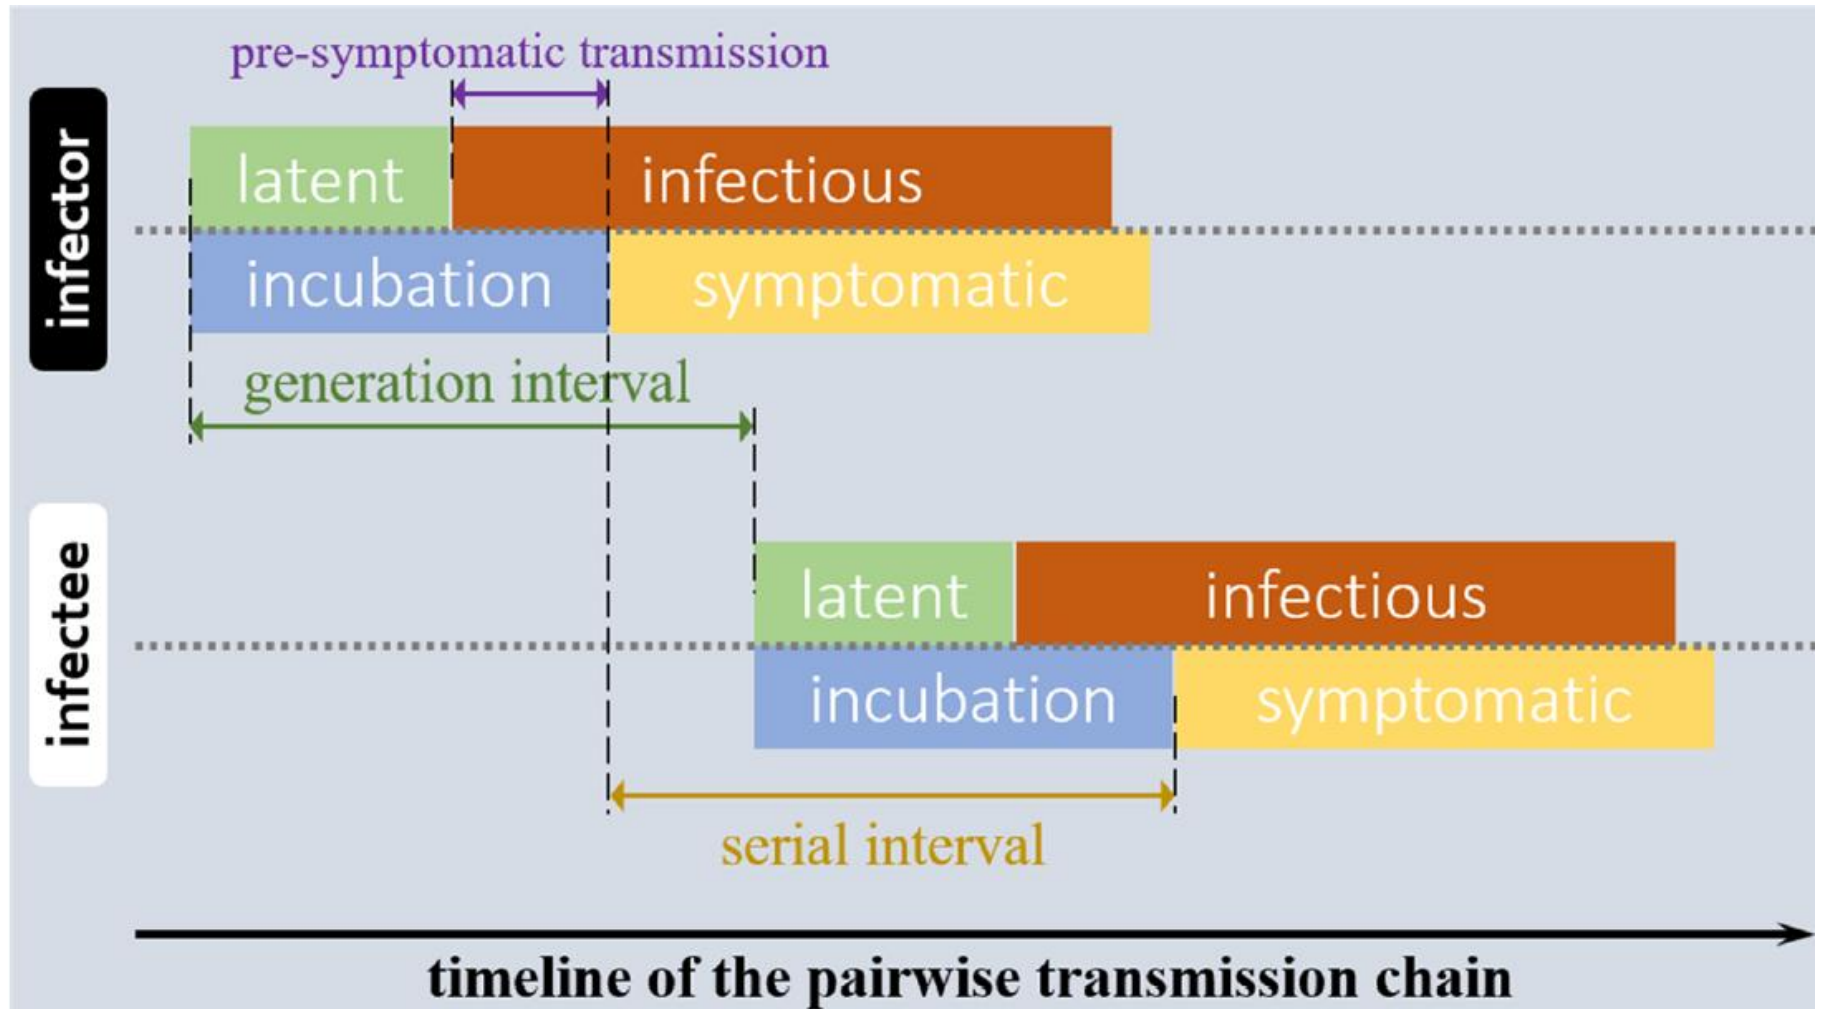 pre-symptomatic transmission
infector
latent
infectious
incubation
symptomatic
generation interval
infectee
latent
infectious
incubation
symptomatic
serial interval
timeline of the pairwise transmission chain